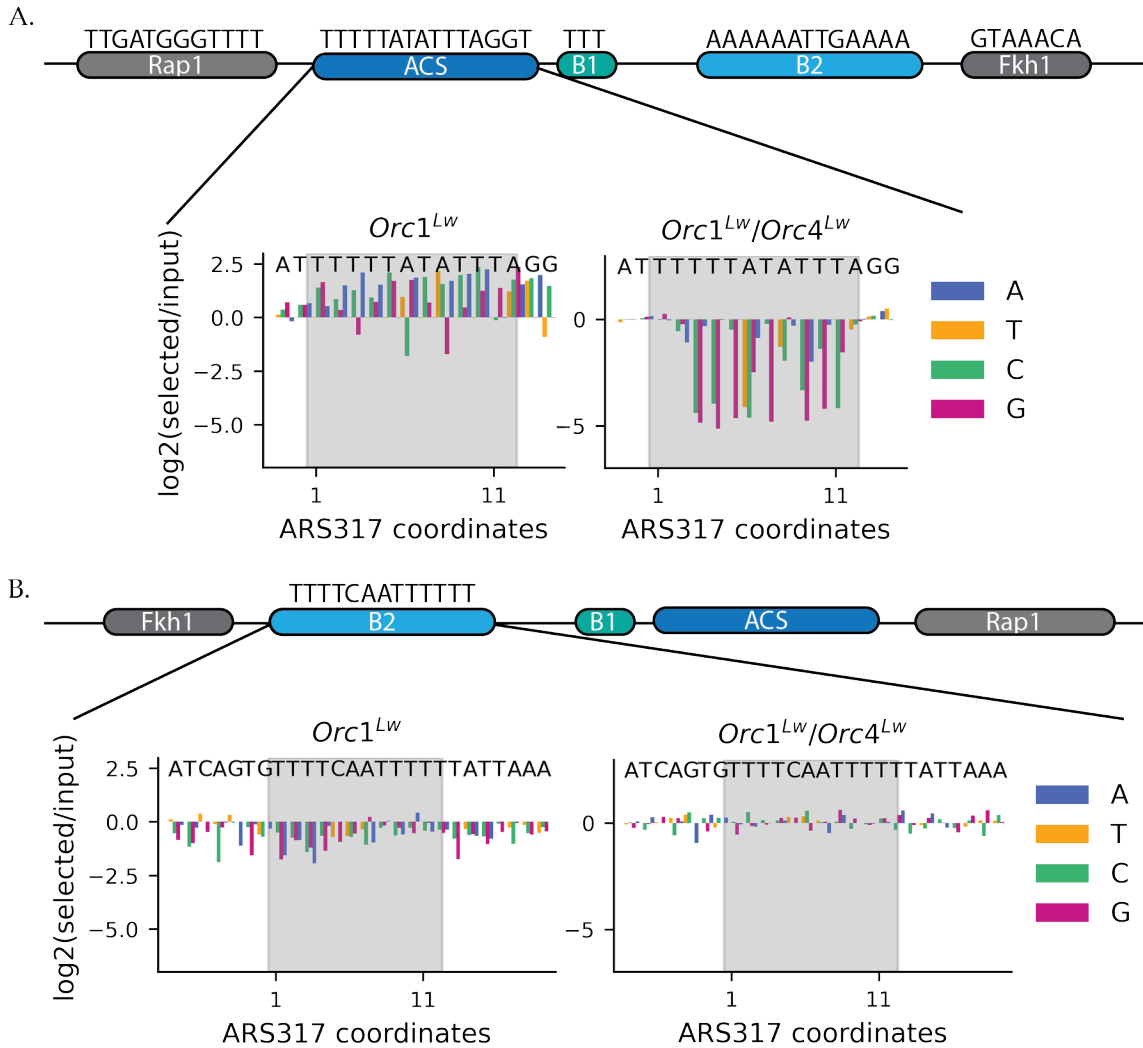 A.
TTGATGGGTTTT TTTTTATATTTAGGT TTT AAAAAATTGAAAA GTAAACA
Rap1 ACS B1 B2 Fkh1
Orc1^Lw Orc1^Lw/Orc4^Lw
log2(selected/input)
2.5
0.0
−2.5
−5.0
ATTTTTTATATTTAGG
1 11
ARS317 coordinates
0
−5
ATTTTTTATATTTAGG
1 11
ARS317 coordinates
A
T
C
G
B.
TTTTCAATTTTTT
Fkh1 B2 B1 ACS Rap1
Orc1^Lw Orc1^Lw/Orc4^Lw
log2(selected/input)
2.5
0.0
−2.5
−5.0
ATCAGTGTTTTCAATTTTTTATTAAA
1 11
ARS317 coordinates
0
−5
ATCAGTGTTTTCAATTTTTTATTAAA
1 11
ARS317 coordinates
A
T
C
G